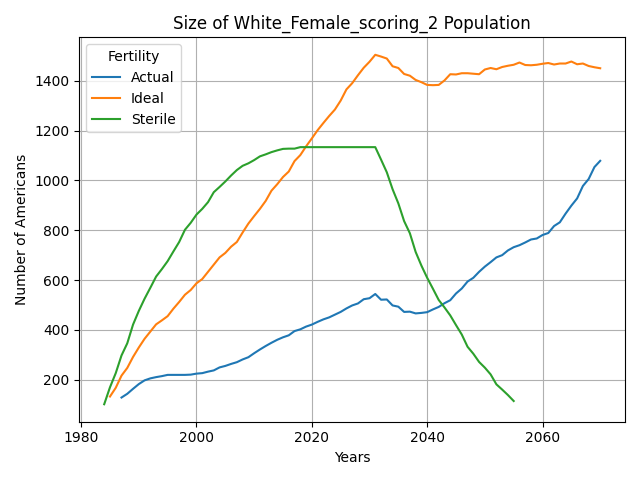 Size of White_Female_scoring_2 Population
Fertility
Actual
Ideal
Sterile
Number of Americans
1400
1200
1000
800
600
400
200
1980
2000
2020
2040
2060
Years